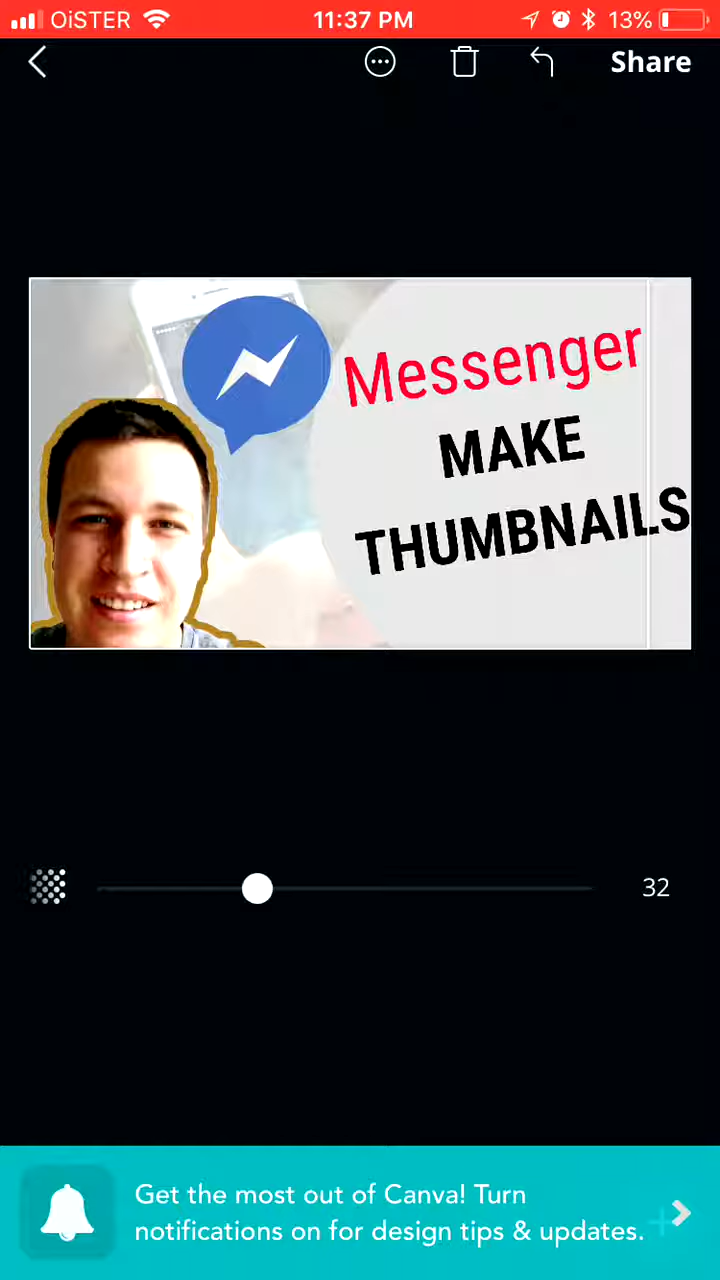 OiSTER 11:37 PM 13%
Share
Messenger
MAKE
THUMBNAILS
32
Get the most out of Canva! Turn
notifications on for design tips & updates.